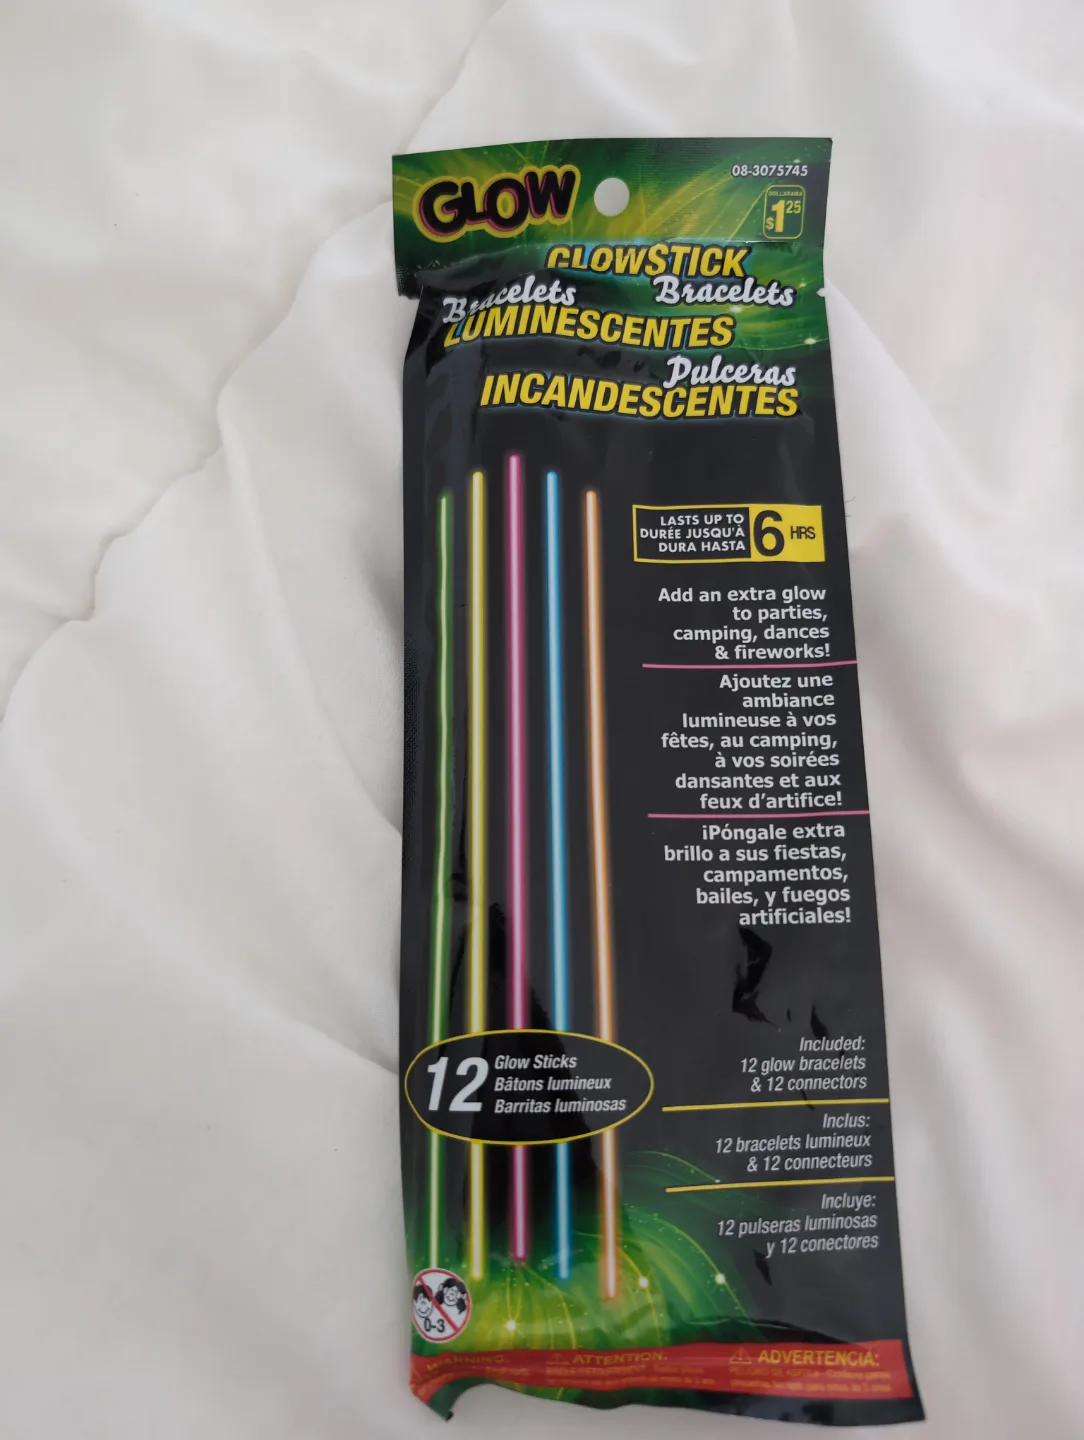 GLOW
08-3075745
DOLLARAMA
$1 25
GLOWSTICK
Bracelets
Bracelets
LUMINESCENTES
Pulceras
INCANDESCENTES
LASTS UP TO
DURÉE JUSQU'À
DURA HASTA
6 HRS
Add an extra glow
to parties,
camping, dances
& fireworks!
Ajoutez une
ambiance
lumineuse à vos
fêtes, au camping,
à vos soirées
dansantes et aux
feux d'artifice!
¡Póngale extra
brillo a sus fiestas,
campamentos,
bailes, y fuegos
artificiales!
12
Glow Sticks
Bâtons lumineux
Barritas luminosas
Included:
12 glow bracelets
& 12 connectors
Inclus:
12 bracelets lumineux
& 12 connecteurs
Incluye:
12 pulseras luminosas
y 12 conectores
0-3
WARNING:
ATTENTION:
ADVERTENCIA: